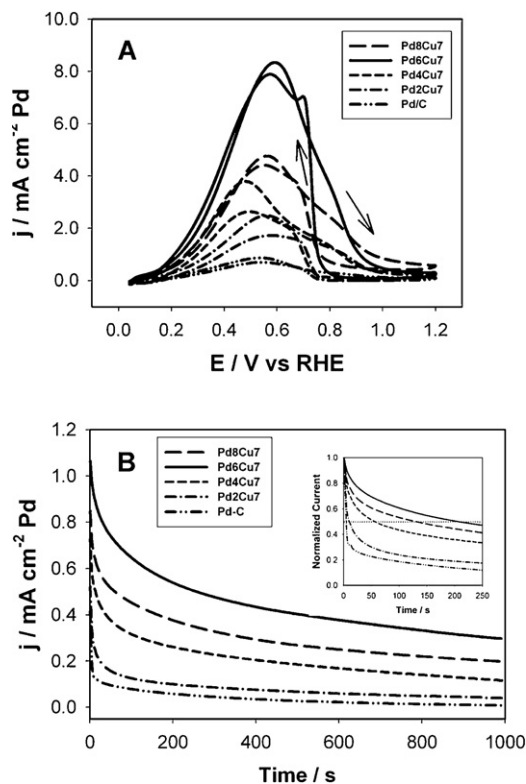 A
j / mA cm⁻² Pd
10.0
8.0
6.0
4.0
2.0
0.0
Pd8Cu7
Pd6Cu7
Pd4Cu7
Pd2Cu7
Pd/C
0.0 0.2 0.4 0.6 0.8 1.0 1.2
E / V vs RHE
B
j / mA cm⁻² Pd
1.2
1.0
0.8
0.6
0.4
0.2
0.0
Pd8Cu7
Pd6Cu7
Pd4Cu7
Pd2Cu7
Pd-C
Normalized Current
1.0
0.8
0.6
0.4
0.2
0.0
0 50 100 150 200 250
Time / s
0 200 400 600 800 1000
Time / s